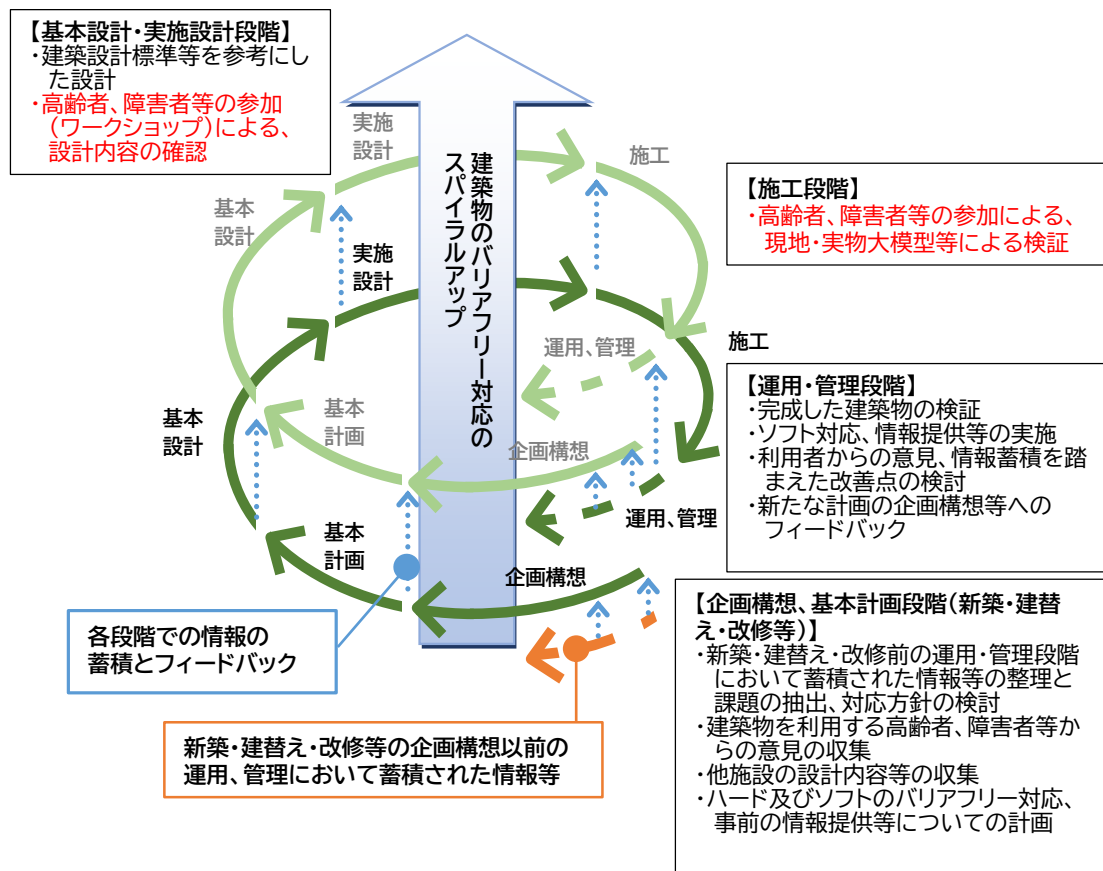 【基本設計・実施設計段階】
・建築設計標準等を参考にし
た設計
・高齢者、障害者等の参加
(ワークショップ)による、
設計内容の確認
実施
設計
施工
基本
設計
建築物のバリアフリー対応の
スパイラルアップ
【施工段階】
・高齢者、障害者等の参加による、
現地・実物大模型等による検証
実施
設計
運用、管理
施工
基本
設計
基本
計画
企画構想
【運用・管理段階】
・完成した建築物の検証
・ソフト対応、情報提供等の実施
・利用者からの意見、情報蓄積を踏
まえた改善点の検討
・新たな計画の企画構想等への
フィードバック
運用、管理
基本
計画
企画構想
各段階での情報の
蓄積とフィードバック
新築・建替え・改修等の企画構想以前の
運用、管理において蓄積された情報等
【企画構想、基本計画段階(新築・建替
え・改修等)】
・新築・建替え・改修前の運用・管理段階
において蓄積された情報等の整理と
課題の抽出、対応方針の検討
・建築物を利用する高齢者、障害者等か
らの意見の収集
・他施設の設計内容等の収集
・ハード及びソフトのバリアフリー対応、
事前の情報提供等についての計画